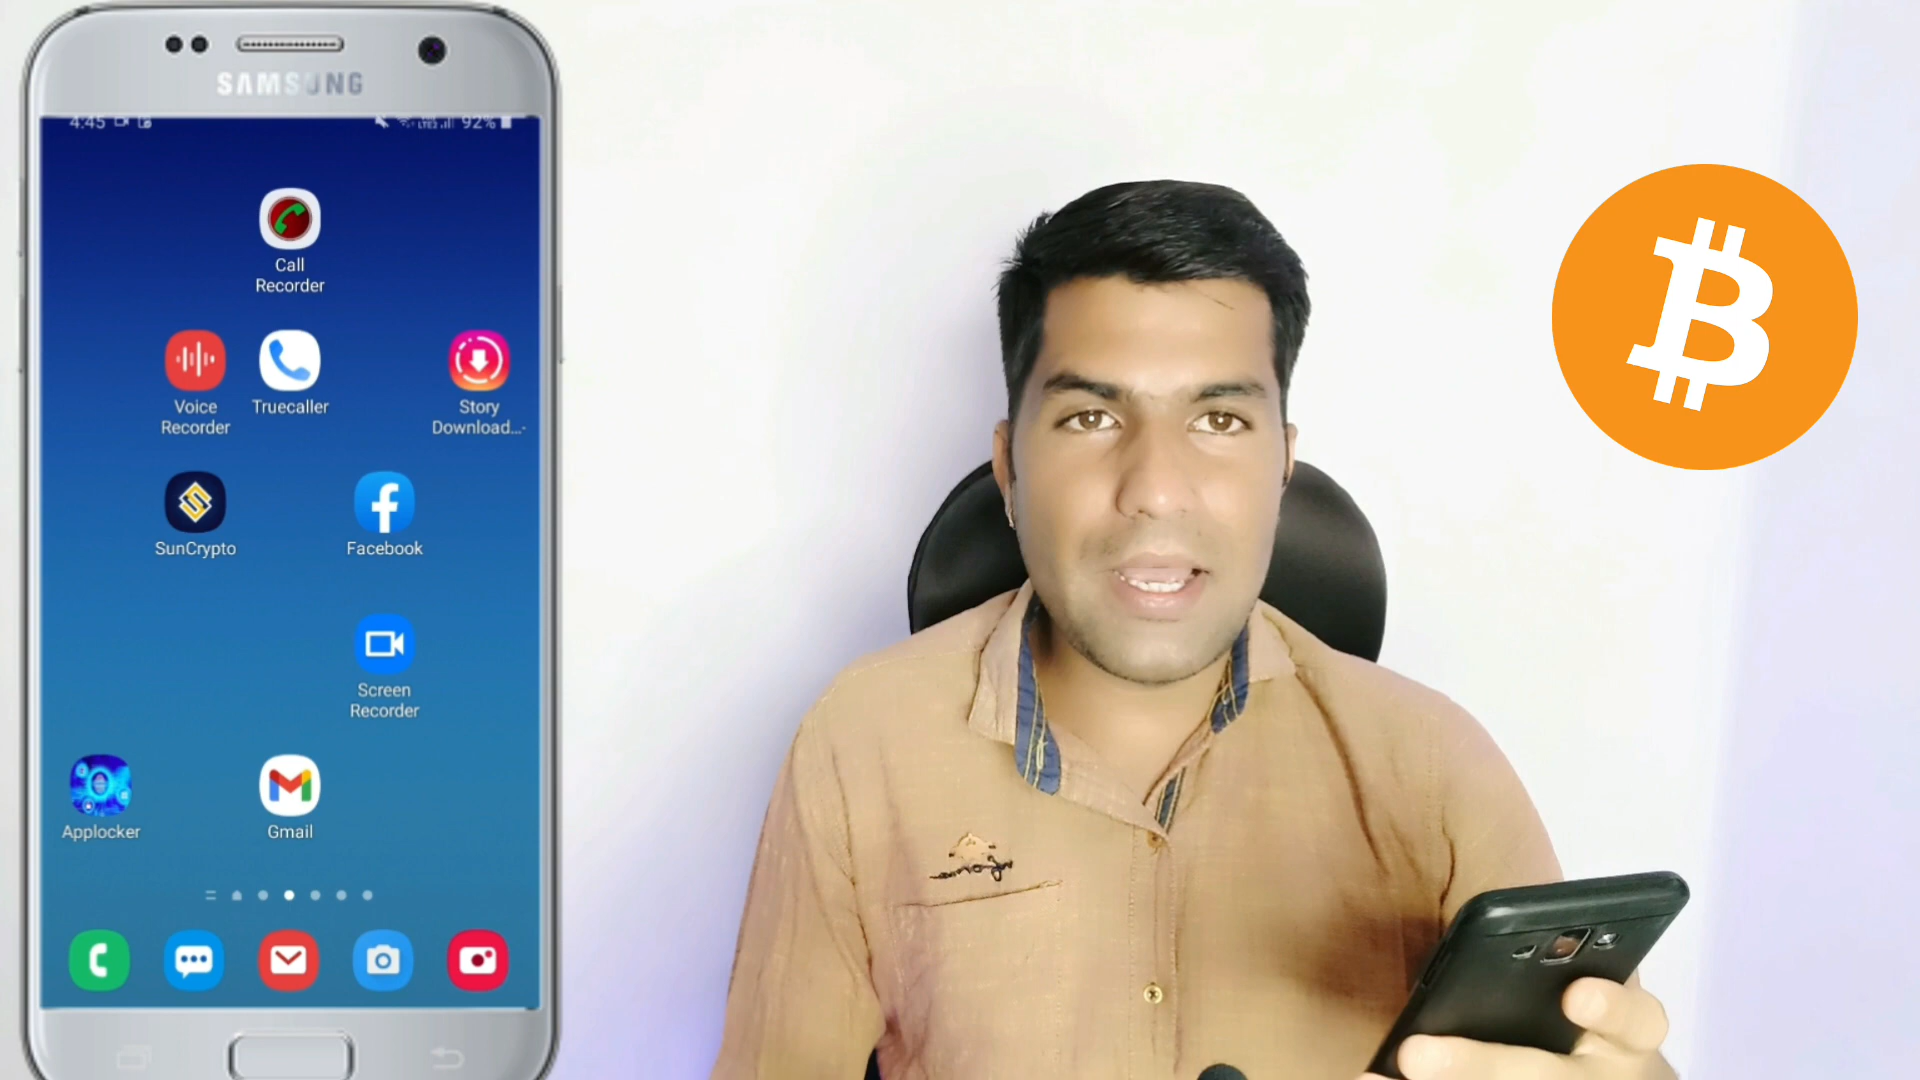 SAMSUNG
4:45
92%
Call
Recorder
Voice
Recorder
Truecaller
Story
Download...-
SunCrypto
Facebook
Screen
Recorder
Applocker
Gmail